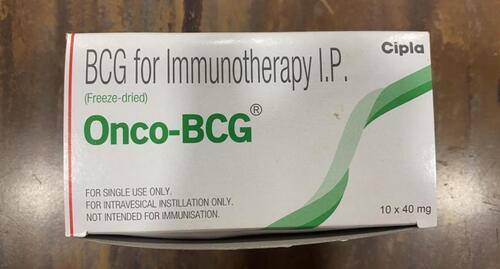 BCG for Immunotherapy I.P.
Cipla
(Freeze-dried)
Onco-BCG®
FOR SINGLE USE ONLY.
FOR INTRAVESICAL INSTILLATION ONLY.
NOT INTENDED FOR IMMUNISATION.
10 x 40 mg